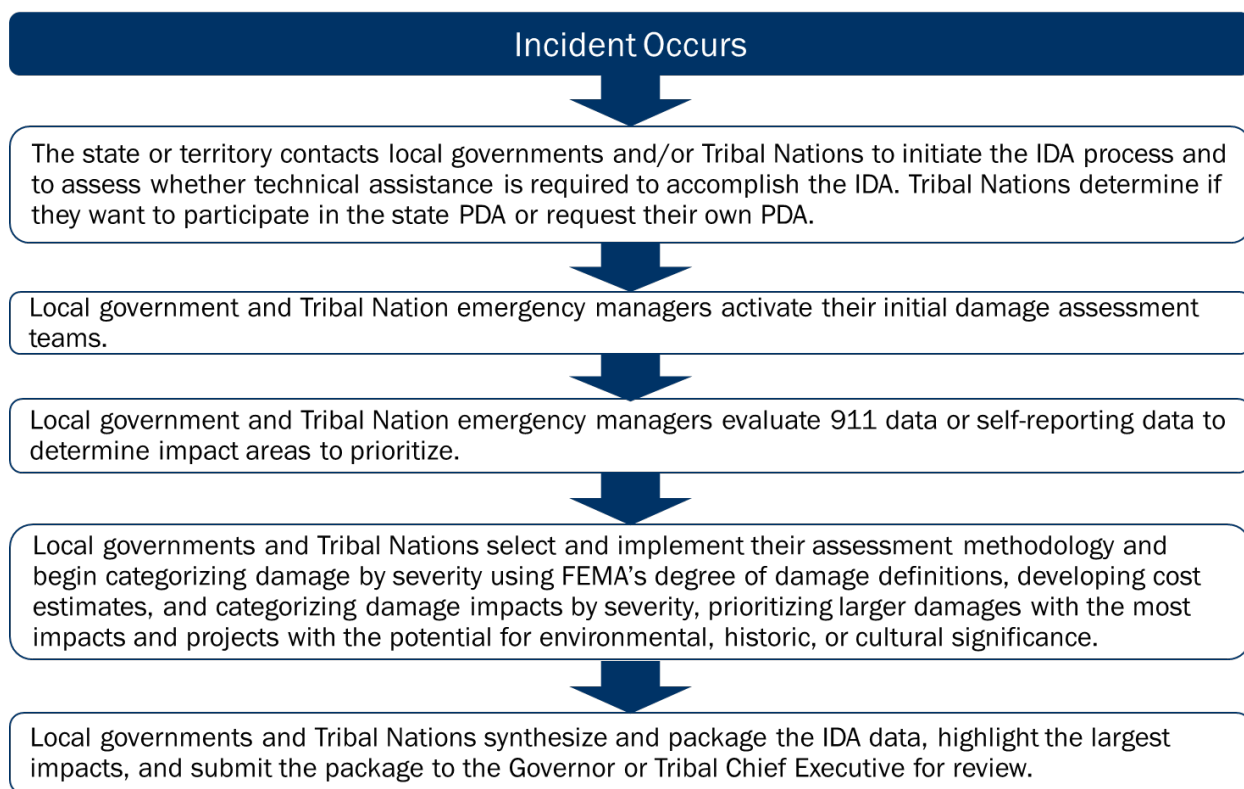 Incident Occurs
The state or territory contacts local governments and/or Tribal Nations to initiate the IDA process and
to assess whether technical assistance is required to accomplish the IDA. Tribal Nations determine if
they want to participate in the state PDA or request their own PDA.
Local government and Tribal Nation emergency managers activate their initial damage assessment
teams.
Local government and Tribal Nation emergency managers evaluate 911 data or self-reporting data to
determine impact areas to prioritize.
Local governments and Tribal Nations select and implement their assessment methodology and
begin categorizing damage by severity using FEMA’s degree of damage definitions, developing cost
estimates, and categorizing damage impacts by severity, prioritizing larger damages with the most
impacts and projects with the potential for environmental, historic, or cultural significance.
Local governments and Tribal Nations synthesize and package the IDA data, highlight the largest
impacts, and submit the package to the Governor or Tribal Chief Executive for review.